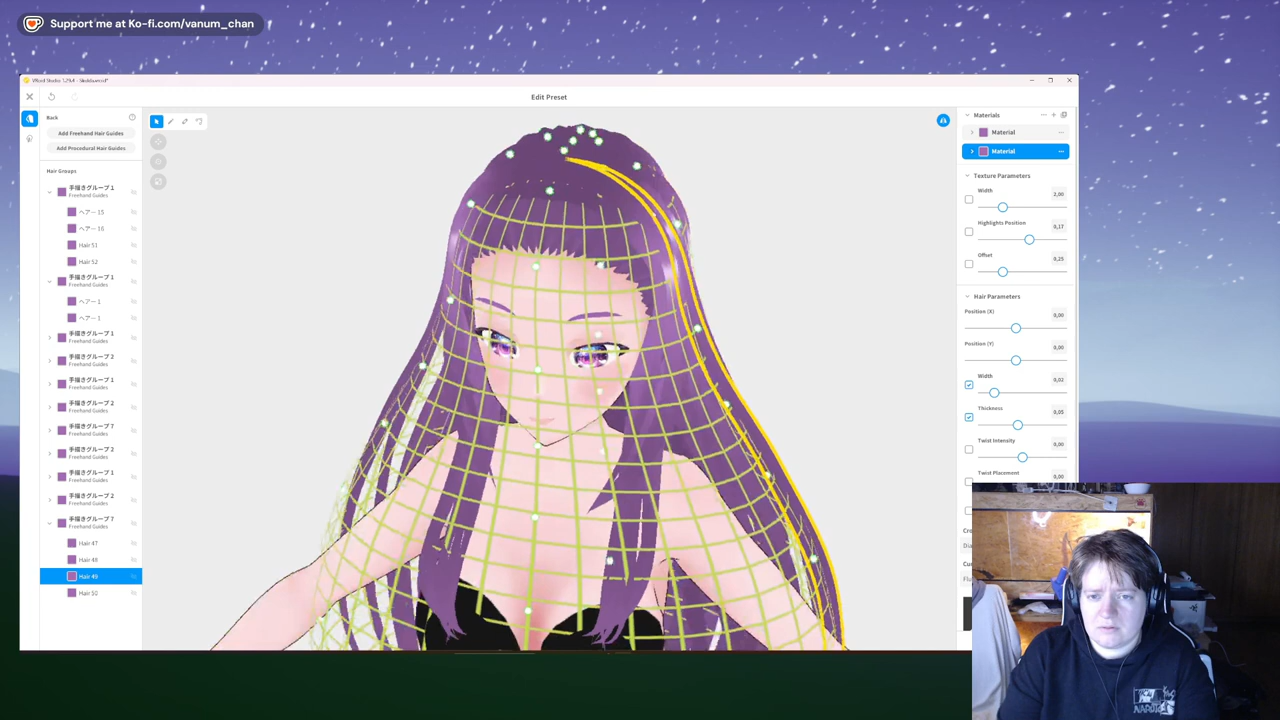 Support me at Ko-fi.com/vanum_chan
Edit Preset
Back
Add Freehand Hair Guides
Add Procedural Hair Guides
Hair Groups
手描きグループ 1
Freehand Guides
ヘアー 15
ヘアー 16
Hair 51
Hair 52
手描きグループ 1
Freehand Guides
ヘアー 1
ヘアー 1
手描きグループ 1
Freehand Guides
手描きグループ 2
Freehand Guides
手描きグループ 1
Freehand Guides
手描きグループ 2
Freehand Guides
手描きグループ 7
Freehand Guides
手描きグループ 2
Freehand Guides
手描きグループ 1
Freehand Guides
手描きグループ 2
Freehand Guides
手描きグループ 7
Freehand Guides
Hair 47
Hair 48
Hair 49
Hair 50
Materials
Material
Material
Texture Parameters
Width
2,00
Highlights Position
0,17
Offset
0,25
Hair Parameters
Position (X)
0,00
Position (Y)
0,00
Width
0,02
Thickness
0,05
Twist Intensity
0,00
Twist Placement
0,00
NARUTO